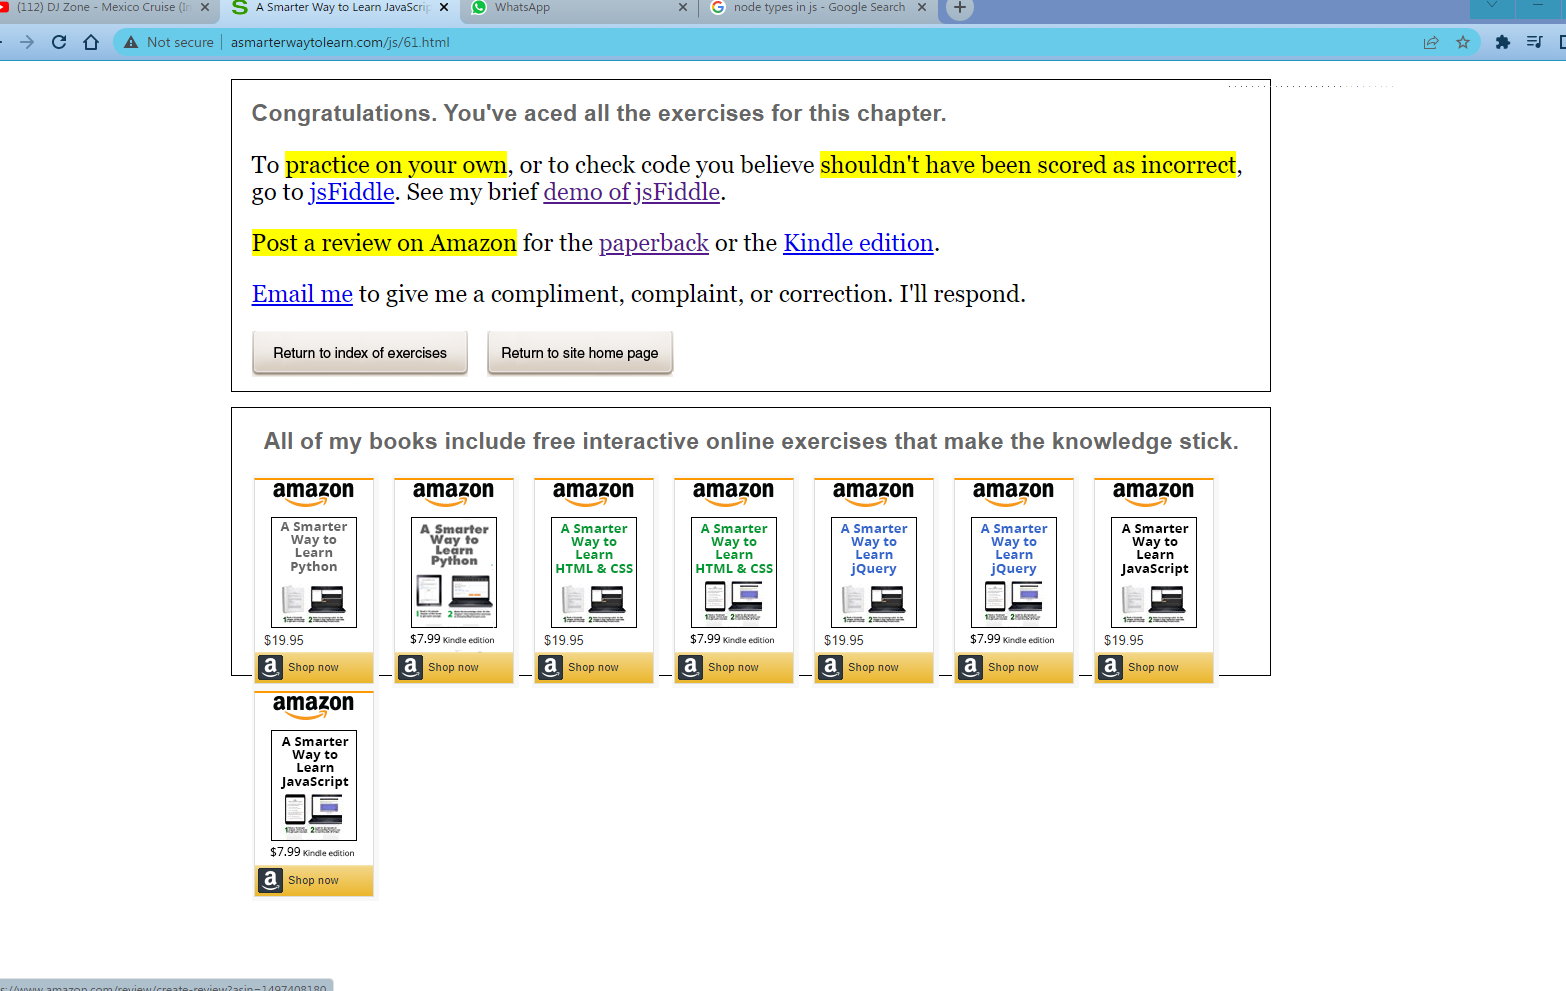 (112) DJ Zone - Mexico Cruise (In
A Smarter Way to Learn JavaScrip
WhatsApp
node types in js - Google Search
Not secure
asmarterwaytolearn.com/js/61.html
Congratulations. You've aced all the exercises for this chapter.
To practice on your own, or to check code you believe shouldn't have been scored as incorrect,
go to jsFiddle. See my brief demo of jsFiddle.
Post a review on Amazon for the paperback or the Kindle edition.
Email me to give me a compliment, complaint, or correction. I'll respond.
Return to index of exercises
Return to site home page
All of my books include free interactive online exercises that make the knowledge stick.
amazon
A Smarter
Way to
Learn
Python
$19.95
Shop now
amazon
A Smarter
Way to
Learn
Python
$7.99 Kindle edition
Shop now
amazon
A Smarter
Way to
Learn
HTML & CSS
$19.95
Shop now
amazon
A Smarter
Way to
Learn
HTML & CSS
$7.99 Kindle edition
Shop now
amazon
A Smarter
Way to
Learn
jQuery
$19.95
Shop now
amazon
A Smarter
Way to
Learn
jQuery
$7.99 Kindle edition
Shop now
amazon
A Smarter
Way to
Learn
JavaScript
$19.95
Shop now
amazon
A Smarter
Way to
Learn
JavaScript
$7.99 Kindle edition
Shop now
s://www.amazon.com/review/create-review?asin=1497408180